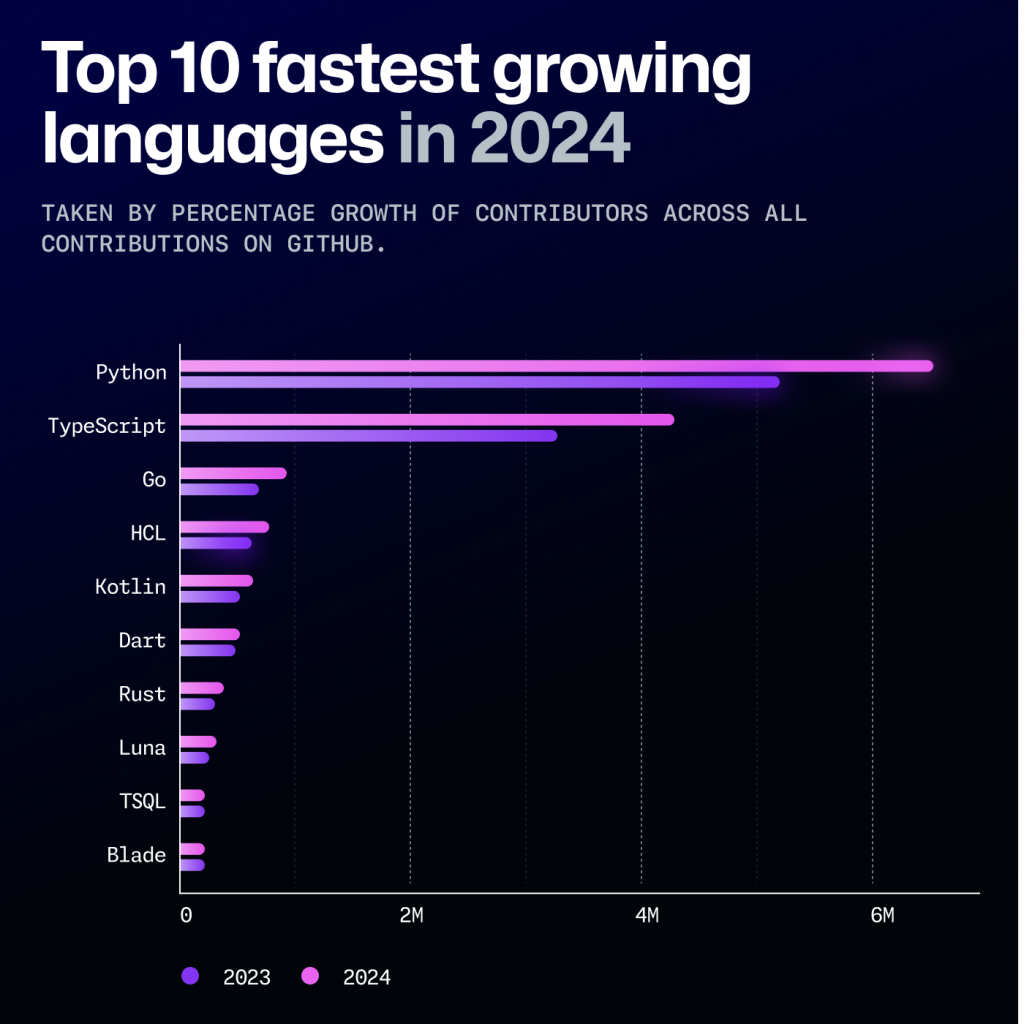 Top 10 fastest growing
languages in 2024
TAKEN BY PERCENTAGE GROWTH OF CONTRIBUTORS ACROSS ALL
CONTRIBUTIONS ON GITHUB.
Python
TypeScript
Go
HCL
Kotlin
Dart
Rust
Luna
TSQL
Blade
0 2M 4M 6M
2023 2024